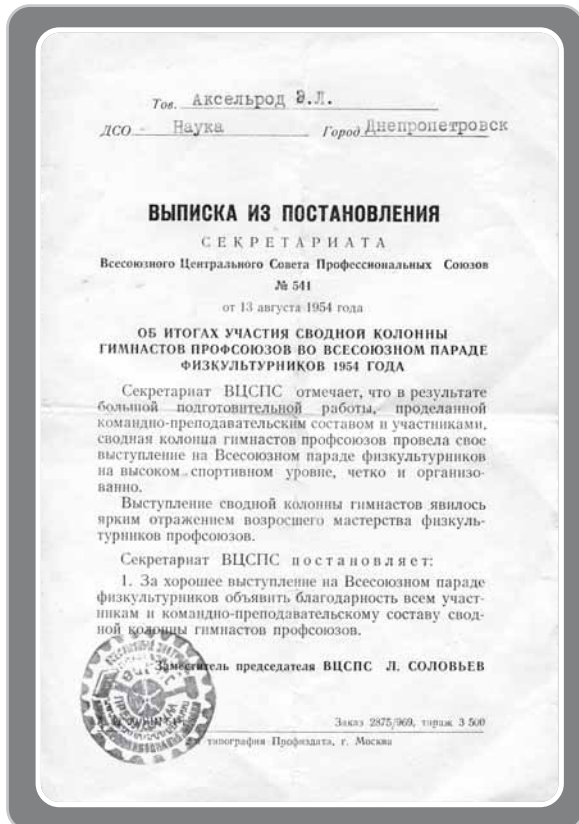 Тов. Аксельрод Э.Л.
ДСО - Наука Город Днепропетровск
ВЫПИСКА ИЗ ПОСТАНОВЛЕНИЯ
СЕКРЕТАРИАТА
Всесоюзного Центрального Совета Профессиональных Союзов
№ 541
от 13 августа 1954 года
ОБ ИТОГАХ УЧАСТИЯ СВОДНОЙ КОЛОННЫ
ГИМНАСТОВ ПРОФСОЮЗОВ ВО ВСЕСОЮЗНОМ ПАРАДЕ
ФИЗКУЛЬТУРНИКОВ 1954 ГОДА
Секретариат ВЦСПС отмечает, что в результате
большой подготовительной работы, проделанной
командно-преподавательским составом и участниками,
сводная колонна гимнастов профсоюзов провела свое
выступление на Всесоюзном параде физкультурников
на высоком спортивном уровне, четко и организо-
ванно.
Выступление сводной колонны гимнастов явилось
ярким отражением возросшего мастерства физкуль-
турников профсоюзов.
Секретариат ВЦСПС постановляет:
1. За хорошее выступление на Всесоюзном параде
физкультурников объявить благодарность всем участ-
никам и командно-преподавательскому составу свод-
ной колонны гимнастов профсоюзов.
Заместитель председателя ВЦСПС Л. СОЛОВЬЕВ
ВЦСПС
Заказ 2875/969, тираж 3 500
типография Профиздата, г. Москва